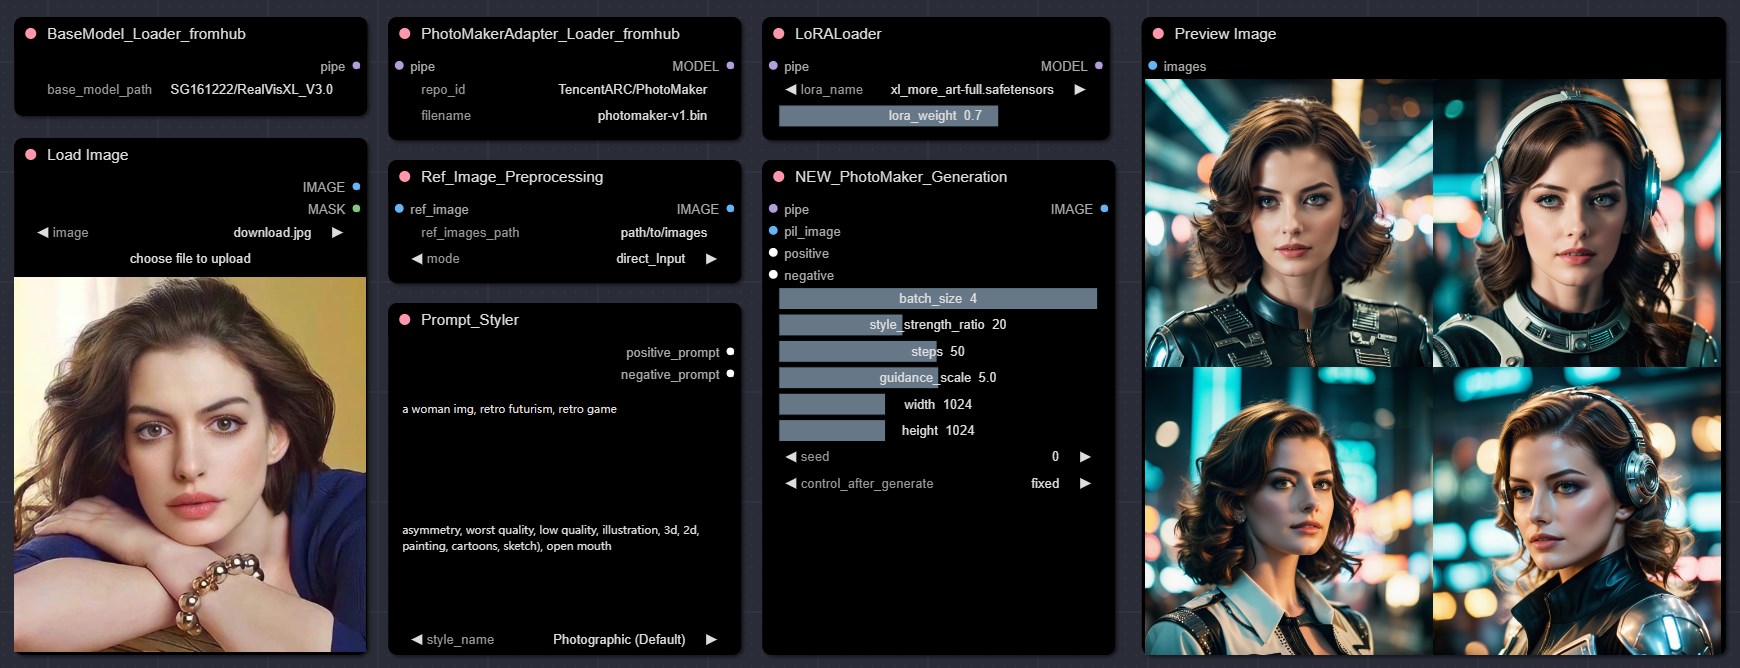 BaseModel_Loader_fromhub
pipe
base_model_path SG161222/RealVisXL_V3.0
Load Image
IMAGE
MASK
image download.jpg
choose file to upload
PhotoMakerAdapter_Loader_fromhub
pipe MODEL
repo_id TencentARC/PhotoMaker
filename photomaker-v1.bin
Ref_Image_Preprocessing
ref_image IMAGE
ref_images_path path/to/images
mode direct_Input
Prompt_Styler
positive_prompt
negative_prompt
a woman img, retro futurism, retro game
asymmetry, worst quality, low quality, illustration, 3d, 2d,
painting, cartoons, sketch), open mouth
style_name Photographic (Default)
LoRALoader
pipe MODEL
lora_name xl_more_art-full.safetensors
lora_weight 0.7
NEW_PhotoMaker_Generation
pipe IMAGE
pil_image
positive
negative
batch_size 4
style_strength_ratio 20
steps 50
guidance_scale 5.0
width 1024
height 1024
seed 0
control_after_generate fixed
Preview Image
images